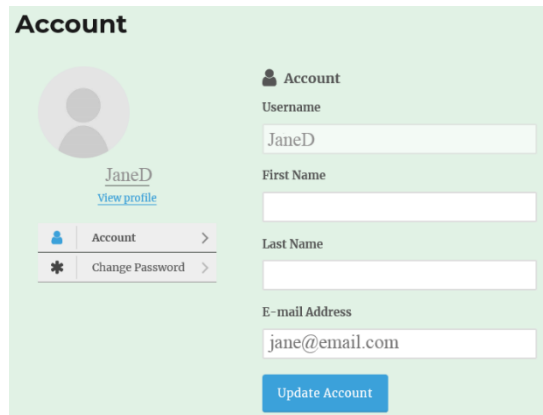 Account
JaneD
View profile
Account
Change Password
Account
Username
JaneD
First Name
Last Name
E-mail Address
jane@email.com
Update Account